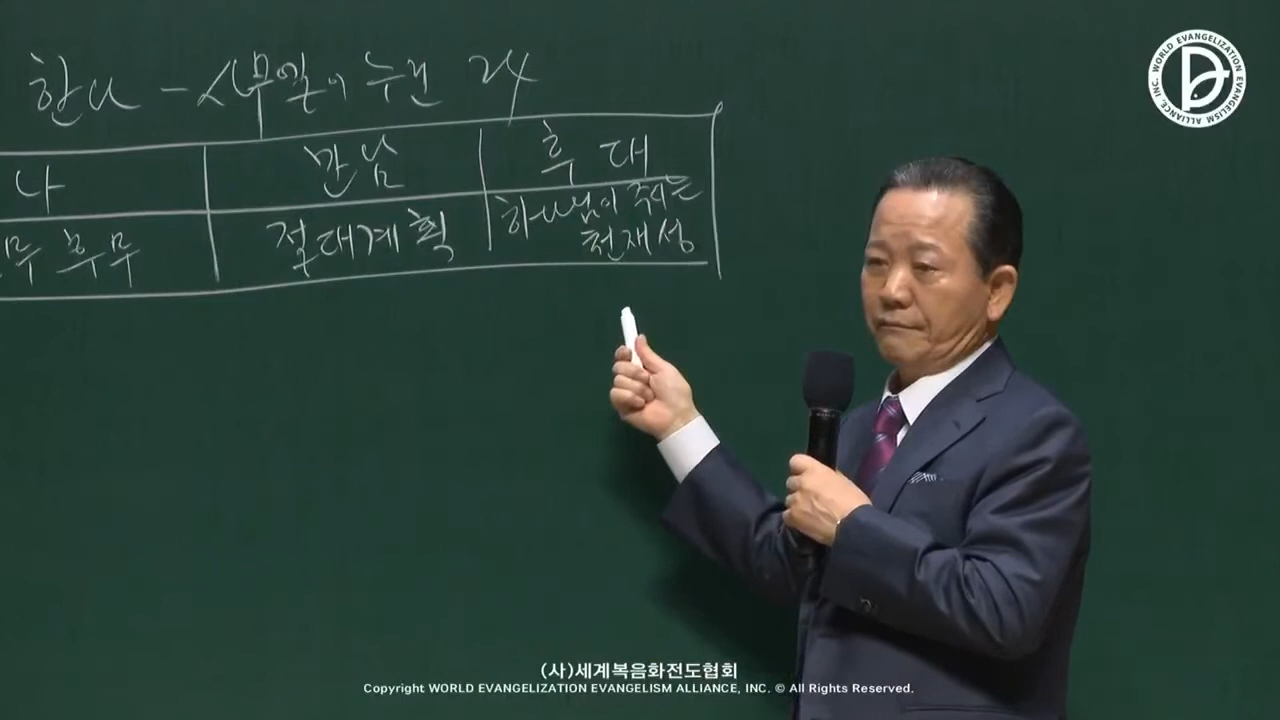 한나 - 사무엘이 누린 24
나 만남 후대
무 후무 절대계획 하나님이 주시는
천재성
WORLD EVANGELIZATION EVANGELISM ALLIANCE, INC.
(사)세계복음화전도협회
Copyright WORLD EVANGELIZATION EVANGELISM ALLIANCE, INC. © All Rights Reserved.